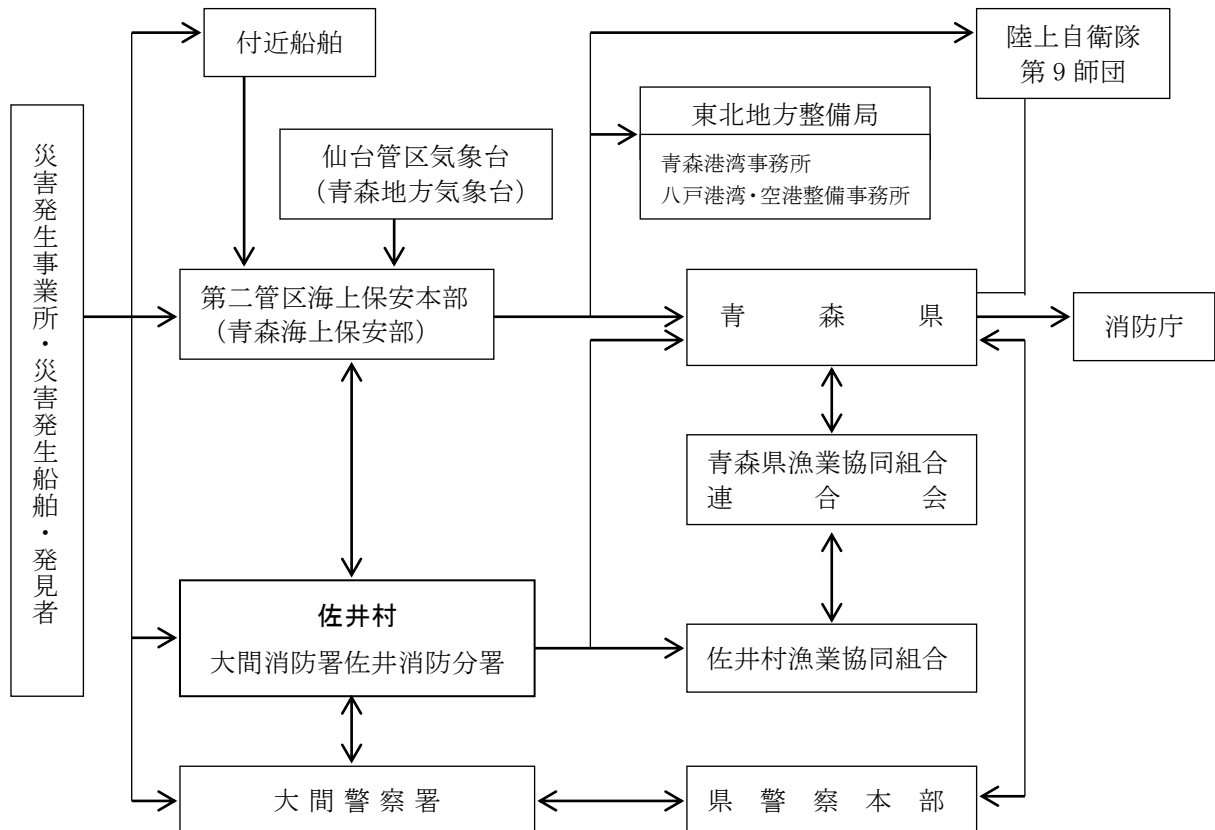 付近船舶
陸上自衛隊
第9師団
災害発生事業所・災害発生船舶・発見者
東北地方整備局
青森港湾事務所
八戸港湾・空港整備事務所
仙台管区気象台
（青森地方気象台）
第二管区海上保安本部
（青森海上保安部）
青森県
消防庁
青森県漁業協同組合
連合会
佐井村
大間消防署佐井消防分署
佐井村漁業協同組合
大間警察署
県警察本部